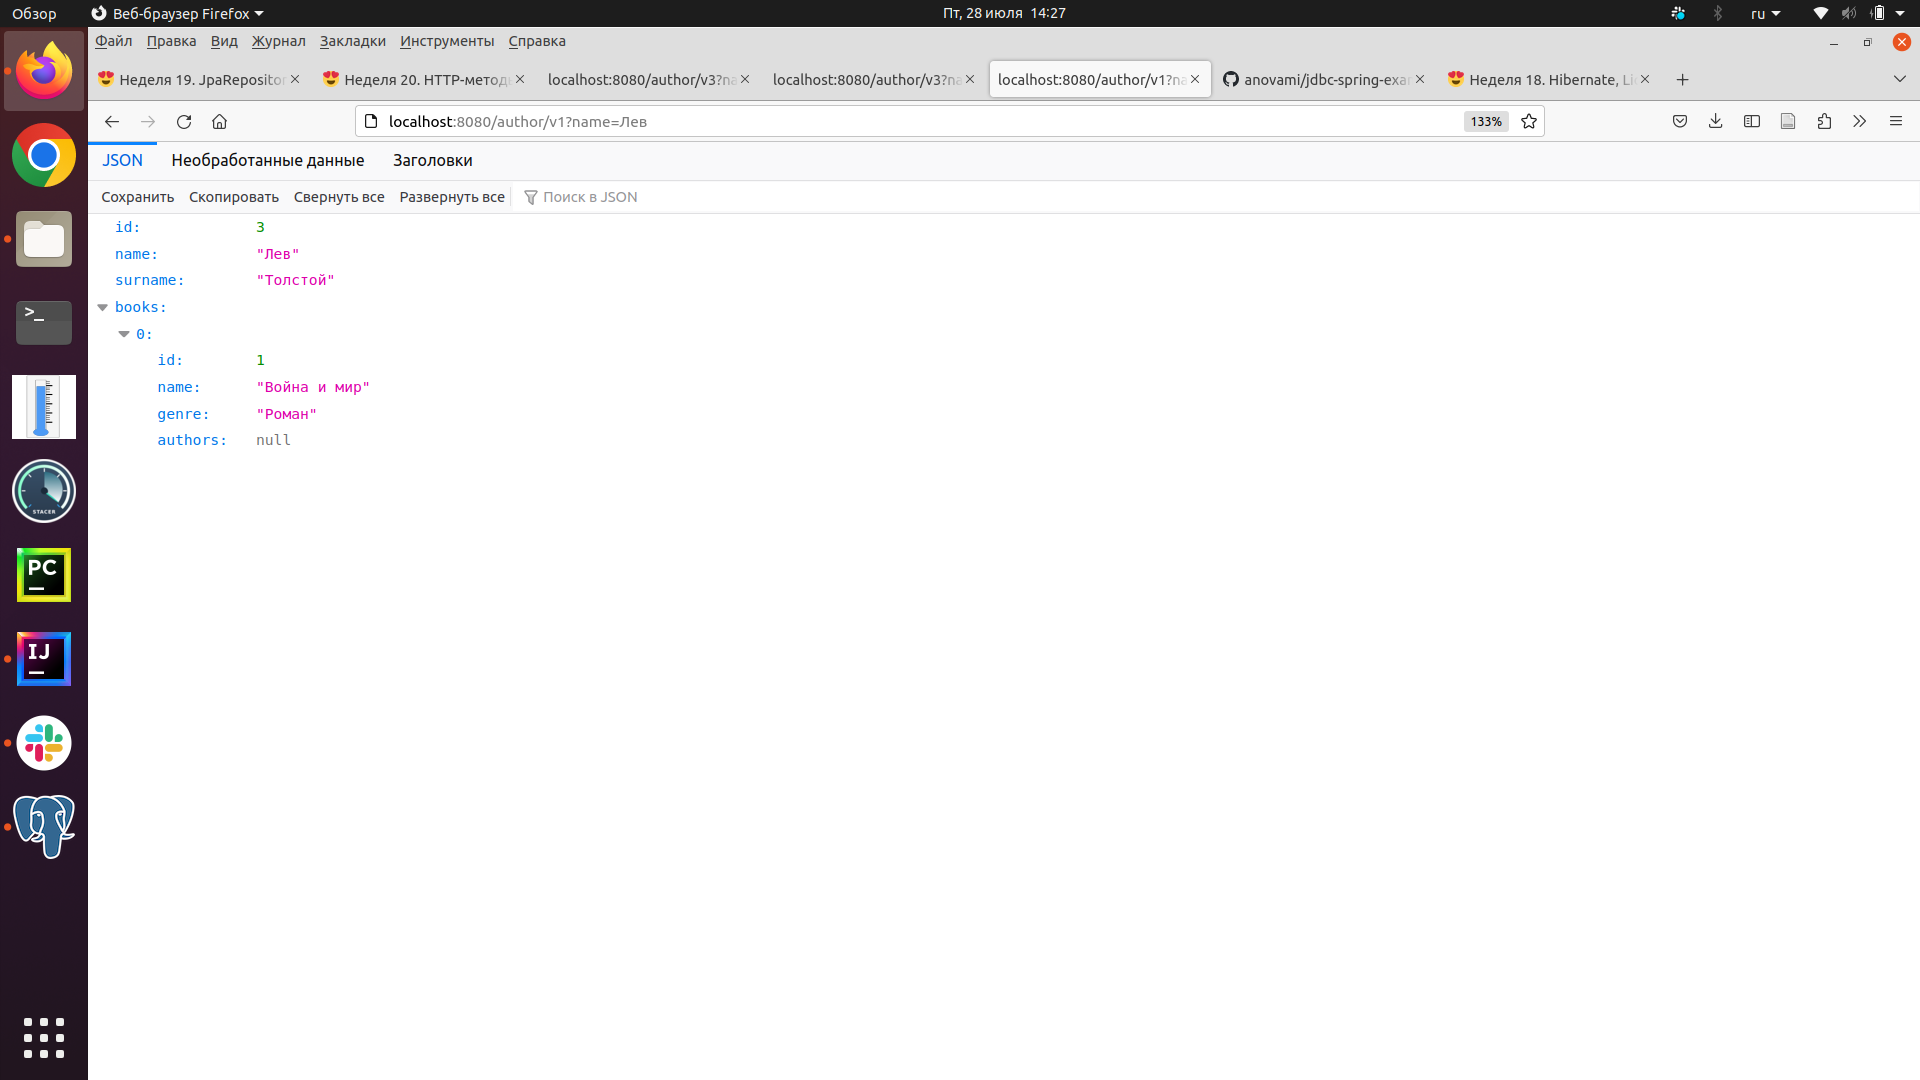 Обзор Веб-браузер Firefox Пт, 28 июля 14:27 ru
Файл Правка Вид Журнал Закладки Инструменты Справка
Неделя 19. JpaRepositor Неделя 20. HTTP-метод localhost:8080/author/v3?na localhost:8080/author/v3?na localhost:8080/author/v1?na anovami/jdbc-spring-exa Неделя 18. Hibernate, Li
localhost:8080/author/v1?name=Лев 133%
JSON Необработанные данные Заголовки
Сохранить Скопировать Свернуть все Развернуть все Поиск в JSON
id: 3
name: "Лев"
surname: "Толстой"
books:
0:
id: 1
name: "Война и мир"
genre: "Роман"
authors: null
>_
STACER
PC
IJ